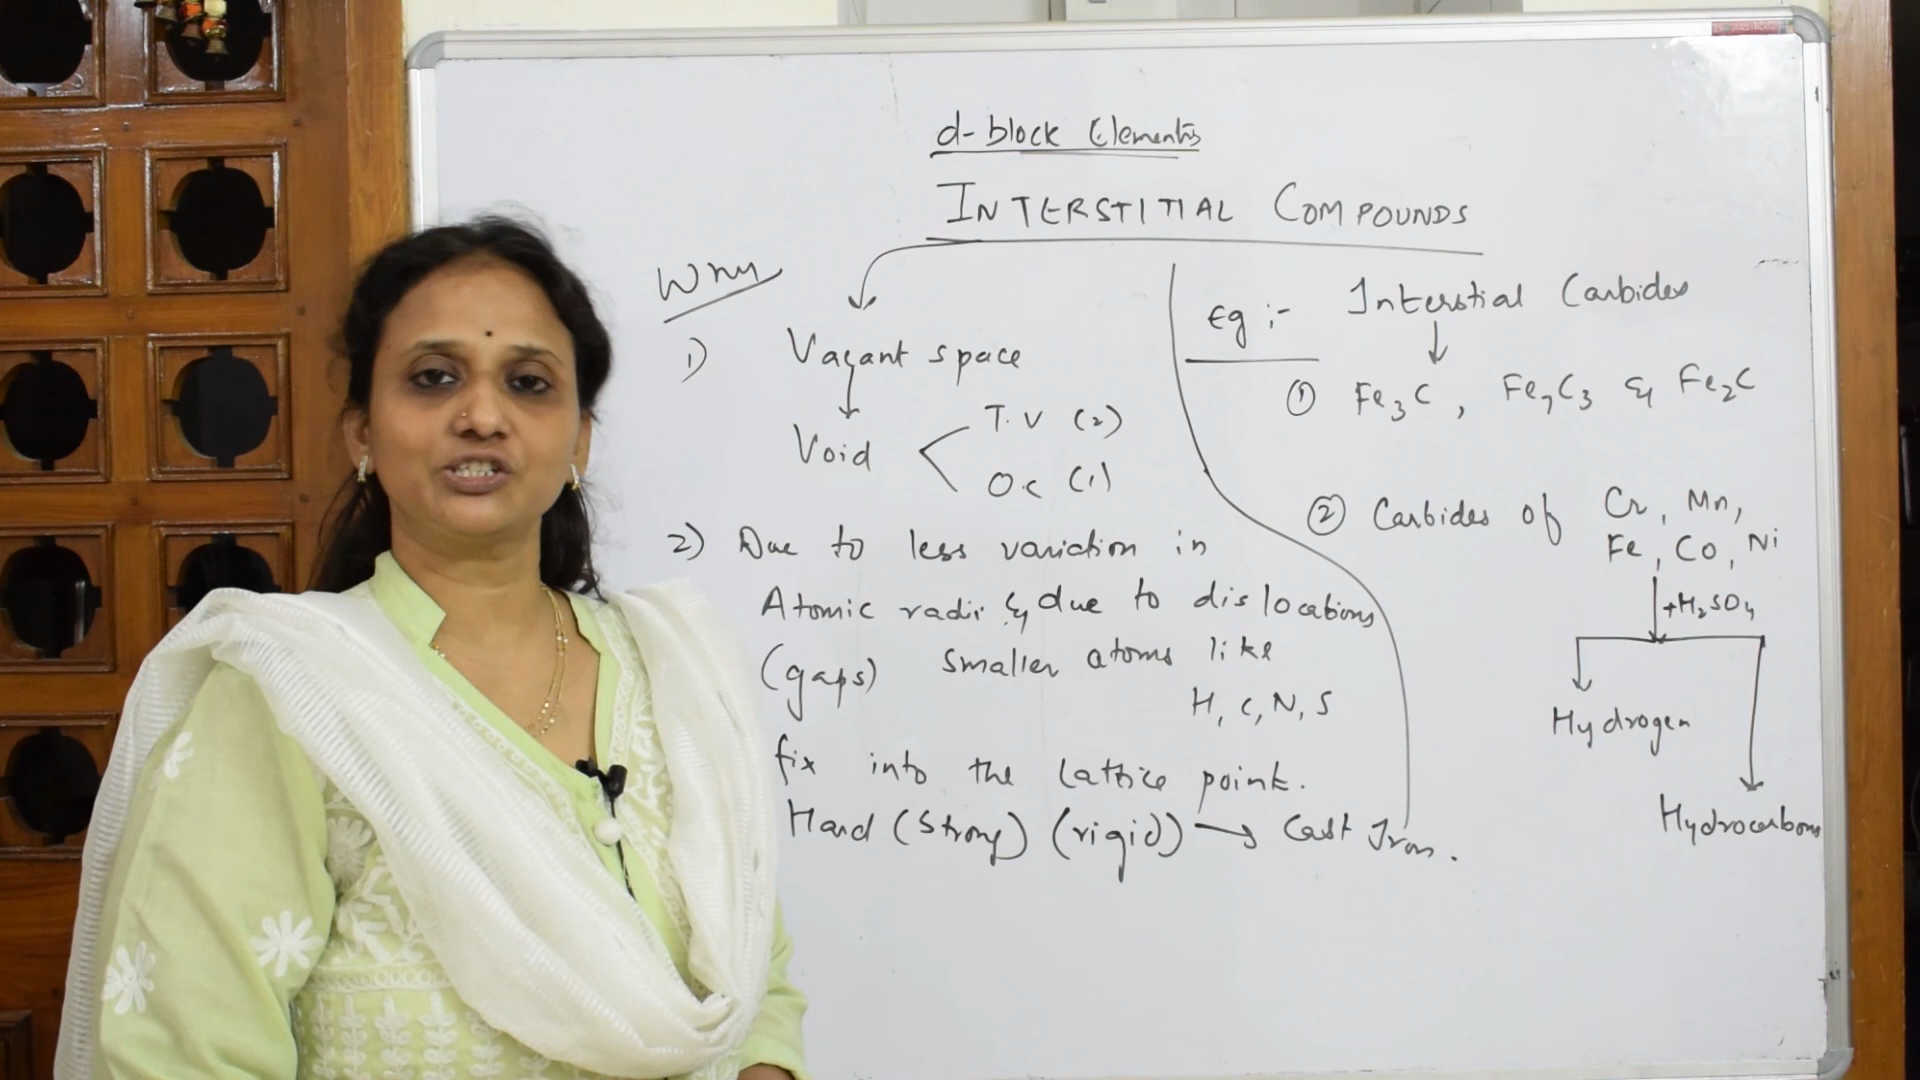 d-block Elements
INTERSTITIAL COMPOUNDS
Why
1) Vacant space
Void
T.V (2)
O.C (1)
2) Due to less variation in
Atomic radii & due to dislocations
(gaps) smaller atoms like
H, C, N, S
fix into the Lattice point.
Hard (Strong) (rigid) → Cast Iron.
Eg :- Interstial Carbides
① Fe3C, Fe7C3 & Fe2C
② Carbides of Cr, Mn,
Fe, Co, Ni
+H2SO4
Hydrogen
Hydrocarbons